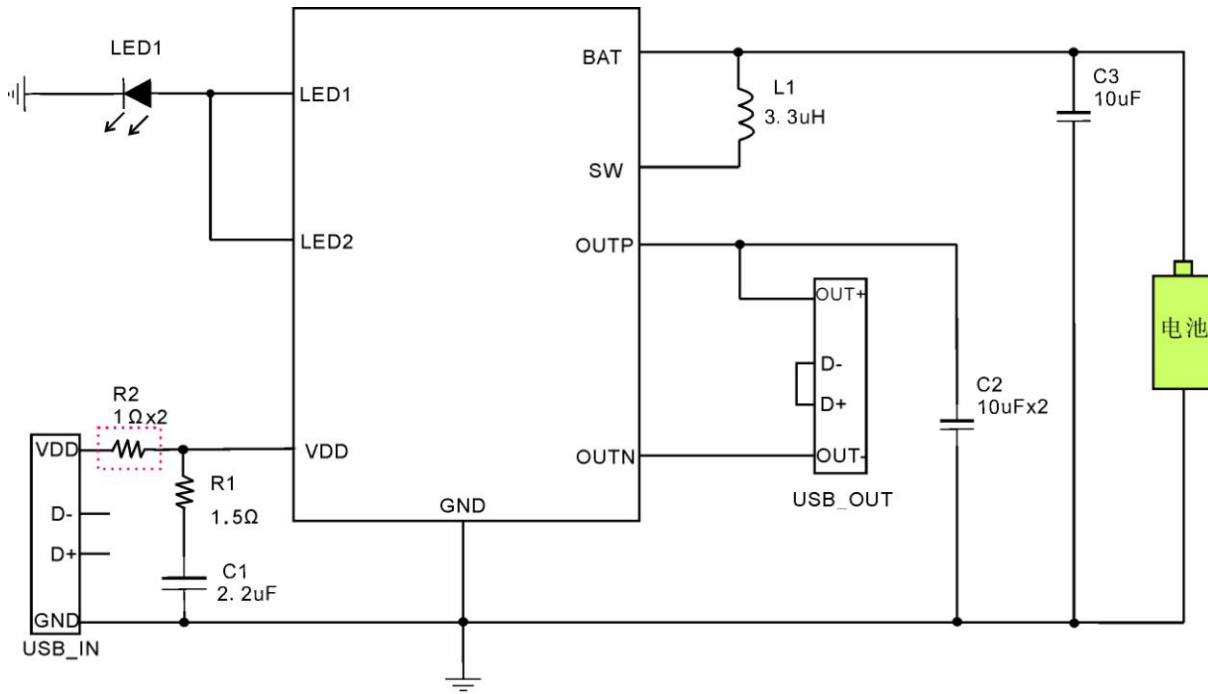 LED1
LED1
LED2
VDD
GND
BAT
SW
OUTP
OUTN
L1
3.3uH
C3
10uF
OUT+
D-
D+
OUT-
USB_OUT
C2
10uFx2
电池
R2
1Ωx2
VDD
D-
D+
GND
USB_IN
R1
1.5Ω
C1
2.2uF